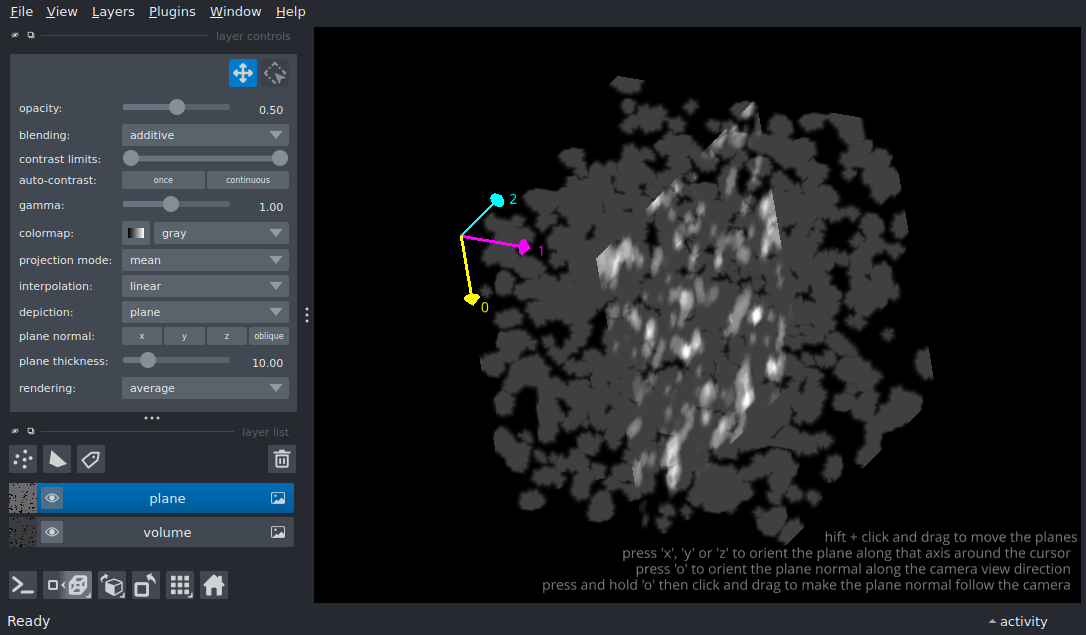 File View Layers Plugins Window Help
layer controls
opacity: 0.50
blending: additive
contrast limits:
auto-contrast: once continuous
gamma: 1.00
colormap: gray
projection mode: mean
interpolation: linear
depiction: plane
plane normal: x y z oblique
plane thickness: 10.00
rendering: average
layer list
plane
volume
2
1
0
hift + click and drag to move the planes
press 'x', 'y' or 'z' to orient the plane along that axis around the cursor
press 'o' to orient the plane normal along the camera view direction
press and hold 'o' then click and drag to make the plane normal follow the camera
Ready
activity